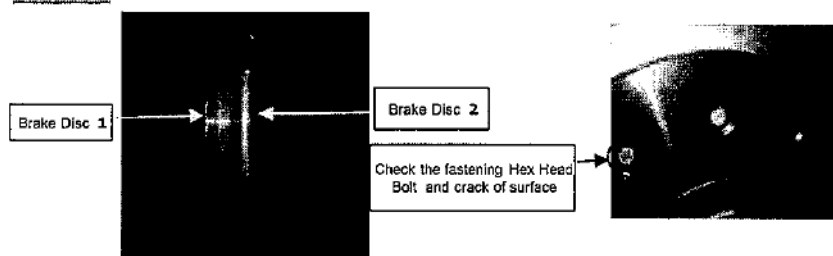 Brake Disc 1
Brake Disc 2
Check the fastening Hex Head
Bolt and crack of surface